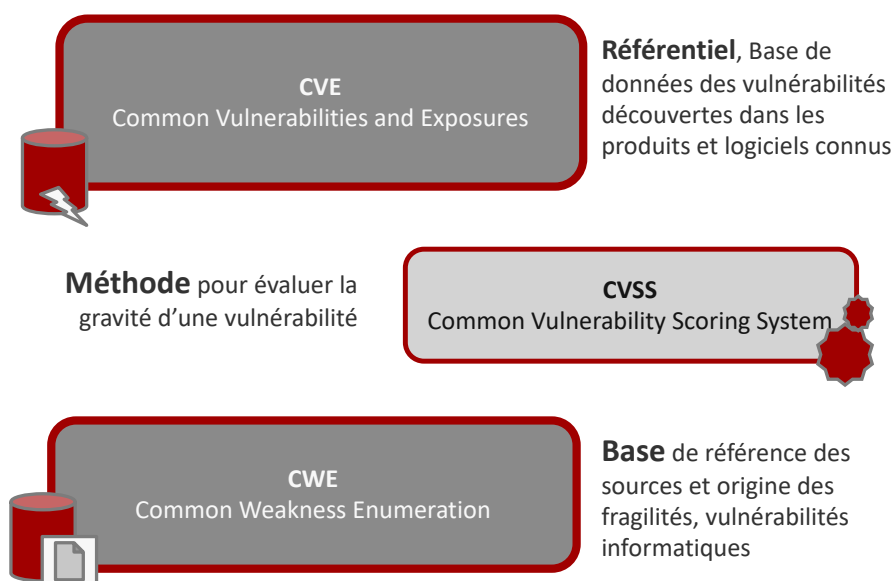 CVE
Common Vulnerabilities and Exposures
Référentiel, Base de
données des vulnérabilités
découvertes dans les
produits et logiciels connus
Méthode pour évaluer la
gravité d’une vulnérabilité
CVSS
Common Vulnerability Scoring System
CWE
Common Weakness Enumeration
Base de référence des
sources et origine des
fragilités, vulnérabilités
informatiques